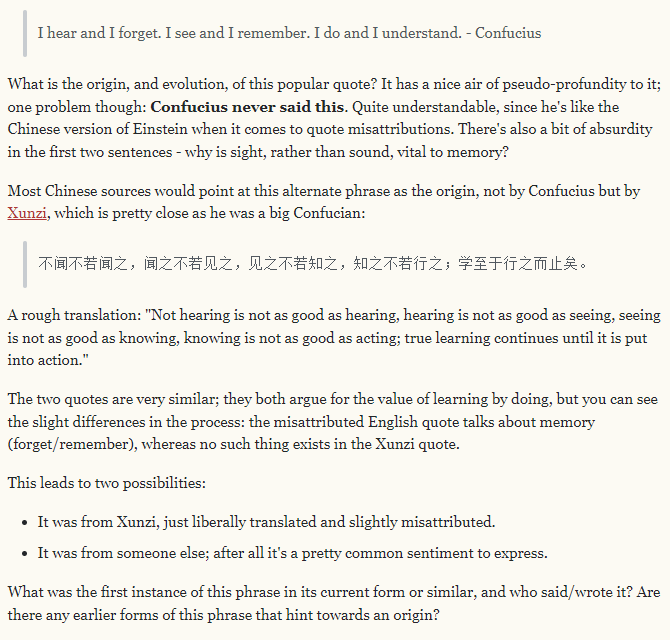 I hear and I forget. I see and I remember. I do and I understand. - Confucius
What is the origin, and evolution, of this popular quote? It has a nice air of pseudo-profundity to it;
one problem though: Confucius never said this. Quite understandable, since he's like the
Chinese version of Einstein when it comes to quote misattributions. There's also a bit of absurdity
in the first two sentences - why is sight, rather than sound, vital to memory?
Most Chinese sources would point at this alternate phrase as the origin, not by Confucius but by
Xunzi, which is pretty close as he was a big Confucian:
不闻不若闻之，闻之不若见之，见之不若知之，知之不若行之；学至于行之而止矣。
A rough translation: "Not hearing is not as good as hearing, hearing is not as good as seeing, seeing
is not as good as knowing, knowing is not as good as acting; true learning continues until it is put
into action."
The two quotes are very similar; they both argue for the value of learning by doing, but you can see
the slight differences in the process: the misattributed English quote talks about memory
(forget/remember), whereas no such thing exists in the Xunzi quote.
This leads to two possibilities:
• It was from Xunzi, just liberally translated and slightly misattributed.
• It was from someone else; after all it's a pretty common sentiment to express.
What was the first instance of this phrase in its current form or similar, and who said/wrote it? Are
there any earlier forms of this phrase that hint towards an origin?